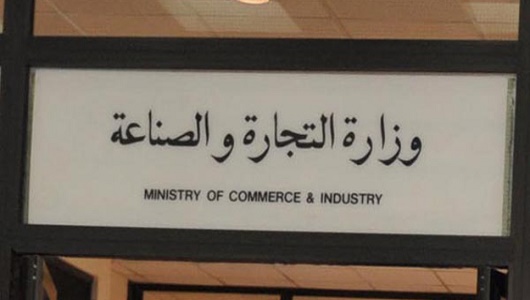 وزارة التجارة و الصناعة
MINISTRY OF COMMERCE & INDUSTRY